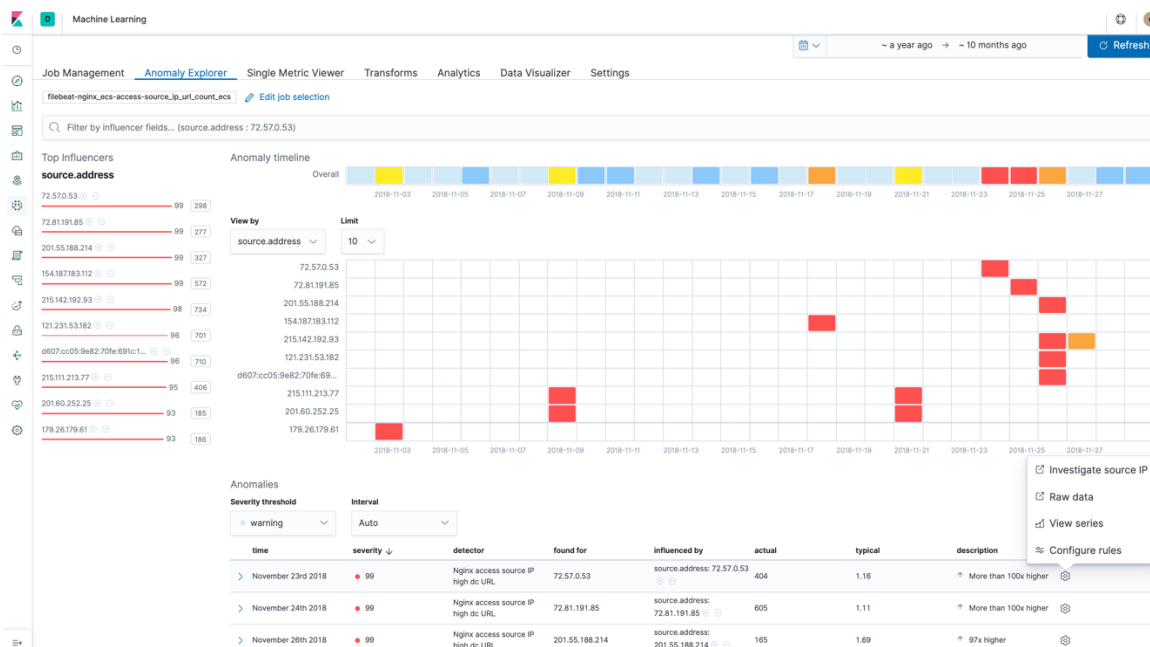 D Machine Learning
~ a year ago → ~ 10 months ago Refresh
Job Management Anomaly Explorer Single Metric Viewer Transforms Analytics Data Visualizer Settings
filebeat-nginx_ecs-access-source_ip_url_count_ecs Edit job selection
Filter by influencer fields... (source.address : 72.57.0.53)
Top Influencers
source.address
72.57.0.53
99 298
72.81.191.85
99 277
201.55.188.214
99 327
154.187.183.112
99 572
215.142.192.93
98 734
121.231.53.182
96 701
d607:cc05:9e82:70fe:691c:1...
96 710
215.111.213.77
95 406
201.60.252.25
93 185
179.26.179.61
93 186
Anomaly timeline
Overall
2018-11-03 2018-11-05 2018-11-07 2018-11-09 2018-11-11 2018-11-13 2018-11-15 2018-11-17 2018-11-19 2018-11-21 2018-11-23 2018-11-25 2018-11-27
View by Limit
source.address 10
72.57.0.53
72.81.191.85
201.55.188.214
154.187.183.112
215.142.192.93
121.231.53.182
d607:cc05:9e82:70fe:69...
215.111.213.77
201.60.252.25
179.26.179.61
2018-11-03 2018-11-05 2018-11-07 2018-11-09 2018-11-11 2018-11-13 2018-11-15 2018-11-17 2018-11-19 2018-11-21 2018-11-23 2018-11-25 2018-11-27
Investigate source IP
Raw data
View series
Configure rules
Anomalies
Severity threshold Interval
warning Auto
time severity ↓ detector found for influenced by actual typical description
November 23rd 2018 99 Nginx access source IP high dc URL 72.57.0.53 source.address: 72.57.0.53 404 1.16 ↑ More than 100x higher
November 24th 2018 99 Nginx access source IP high dc URL 72.81.191.85 source.address: 72.81.191.85 605 1.11 ↑ More than 100x higher
November 26th 2018 99 Nginx access source IP high dc URL 201.55.188.214 source.address: 201.55.188.214 165 1.69 ↑ 97x higher